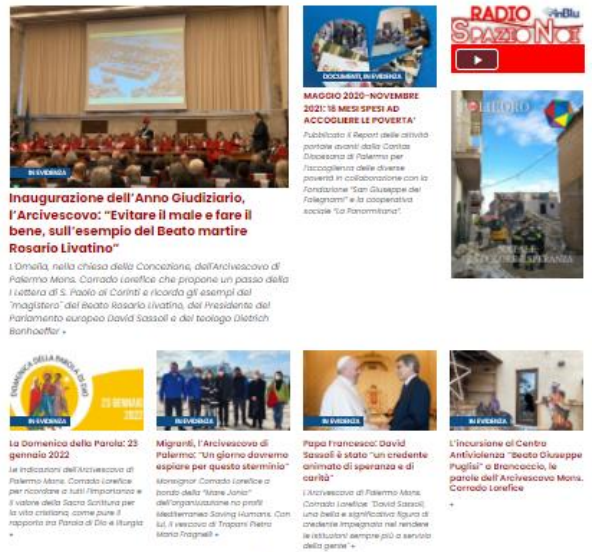 IN EVIDENZA
Inaugurazione dell'Anno Giudiziario,
l'Arcivescovo: "Evitare il male e fare il
bene, sull'esempio del Beato martire
Rosario Livatino"
L'Omelia, nella chiesa della Concezione, dell'Arcivescovo di
Palermo Mons. Corrado Lorefice che propone un passo della
I Lettera di S. Paolo ai Corinti e ricorda gli esempi del
"magistero" del Beato Rosario Livatino, del Presidente del
Parlamento europeo David Sassoli e del teologo Dietrich
Bonhoeffer »
DOCUMENTI, IN EVIDENZA
MAGGIO 2020-NOVEMBRE
2021: 18 MESI SPESI AD
ACCOGLIERE LE POVERTA'
Pubblicato il Report delle attività
portate avanti dalla Caritas
Diocesana di Palermo per
l'accoglienza delle diverse
povertà in collaborazione con la
Fondazione "San Giuseppe dei
Falegnami" e la cooperativa
sociale "La Panormitana".
RADIO InBlu
SPAZIO NOI
POLICORO
SPERANZA
DOMENICA DELLA PAROLA DI DIO
23 GENNAIO
2022
IN EVIDENZA
La Domenica della Parola: 23
gennaio 2022
Le indicazioni dell'Arcivescovo di
Palermo Mons. Corrado Lorefice
per ricordare a tutti l'importanza e
il valore della Sacra Scrittura per
la vita cristiana, come pure il
rapporto tra Parola di Dio e liturgia
»
IN EVIDENZA
Migranti, l'Arcivescovo di
Palermo: "Un giorno dovremo
espiare per questo sterminio"
Monsignor Corrado Lorefice a
bordo della "Mare Jonio"
dell'organizzazione no profit
Mediterranea Saving Humans. Con
lui, il vescovo di Trapani Pietro
Maria Fragnelli »
IN EVIDENZA
Papa Francesco: David
Sassoli è stato "un credente
animato di speranza e di
carità"
L'Arcivescovo di Palermo Mons.
Corrado Lorefice: "David Sassoli,
una bella e significativa figura di
credente impegnato nel rendere
le istituzioni sempre più a servizio
della gente" »
IN EVIDENZA
L'incursione al Centro
Antiviolenza "Beato Giuseppe
Puglisi" a Brancaccio, le
parole dell'Arcivescovo Mons.
Corrado Lorefice
»